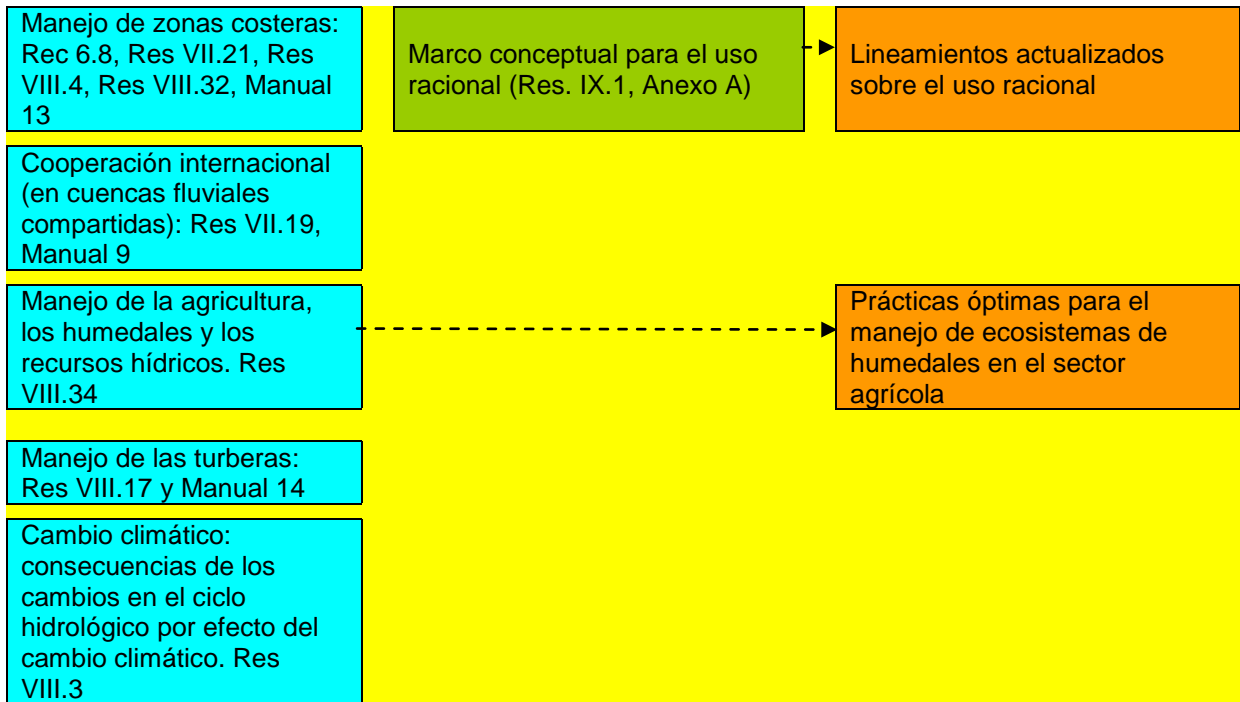 Manejo de zonas costeras:
Rec 6.8, Res VII.21, Res
VIII.4, Res VIII.32, Manual
13
Marco conceptual para el uso
racional (Res. IX.1, Anexo A)
Lineamientos actualizados
sobre el uso racional
Cooperación internacional
(en cuencas fluviales
compartidas): Res VII.19,
Manual 9
Manejo de la agricultura,
los humedales y los
recursos hídricos. Res
VIII.34
Prácticas óptimas para el
manejo de ecosistemas de
humedales en el sector
agrícola
Manejo de las turberas:
Res VIII.17 y Manual 14
Cambio climático:
consecuencias de los
cambios en el ciclo
hidrológico por efecto del
cambio climático. Res
VIII.3